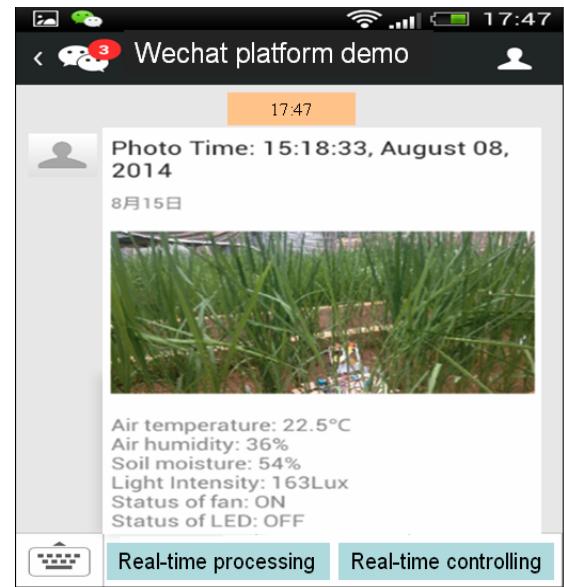 17:47
3
Wechat platform demo
17:47
Photo Time: 15:18:33, August 08,
2014
8月15日
Air temperature: 22.5°C
Air humidity: 36%
Soil moisture: 54%
Light Intensity: 163Lux
Status of fan: ON
Status of LED: OFF
Real-time processing Real-time controlling